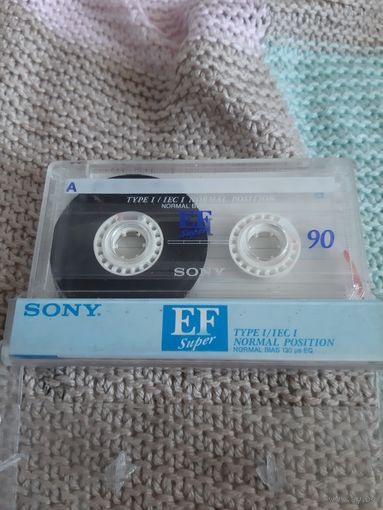 A
TYPE I / IEC I NORMAL POSITION
NORMAL
EF
Super
90
SONY
SONY
EF
Super
TYPE I/IEC I
NORMAL POSITION
NORMAL BIAS 120 µs EQ